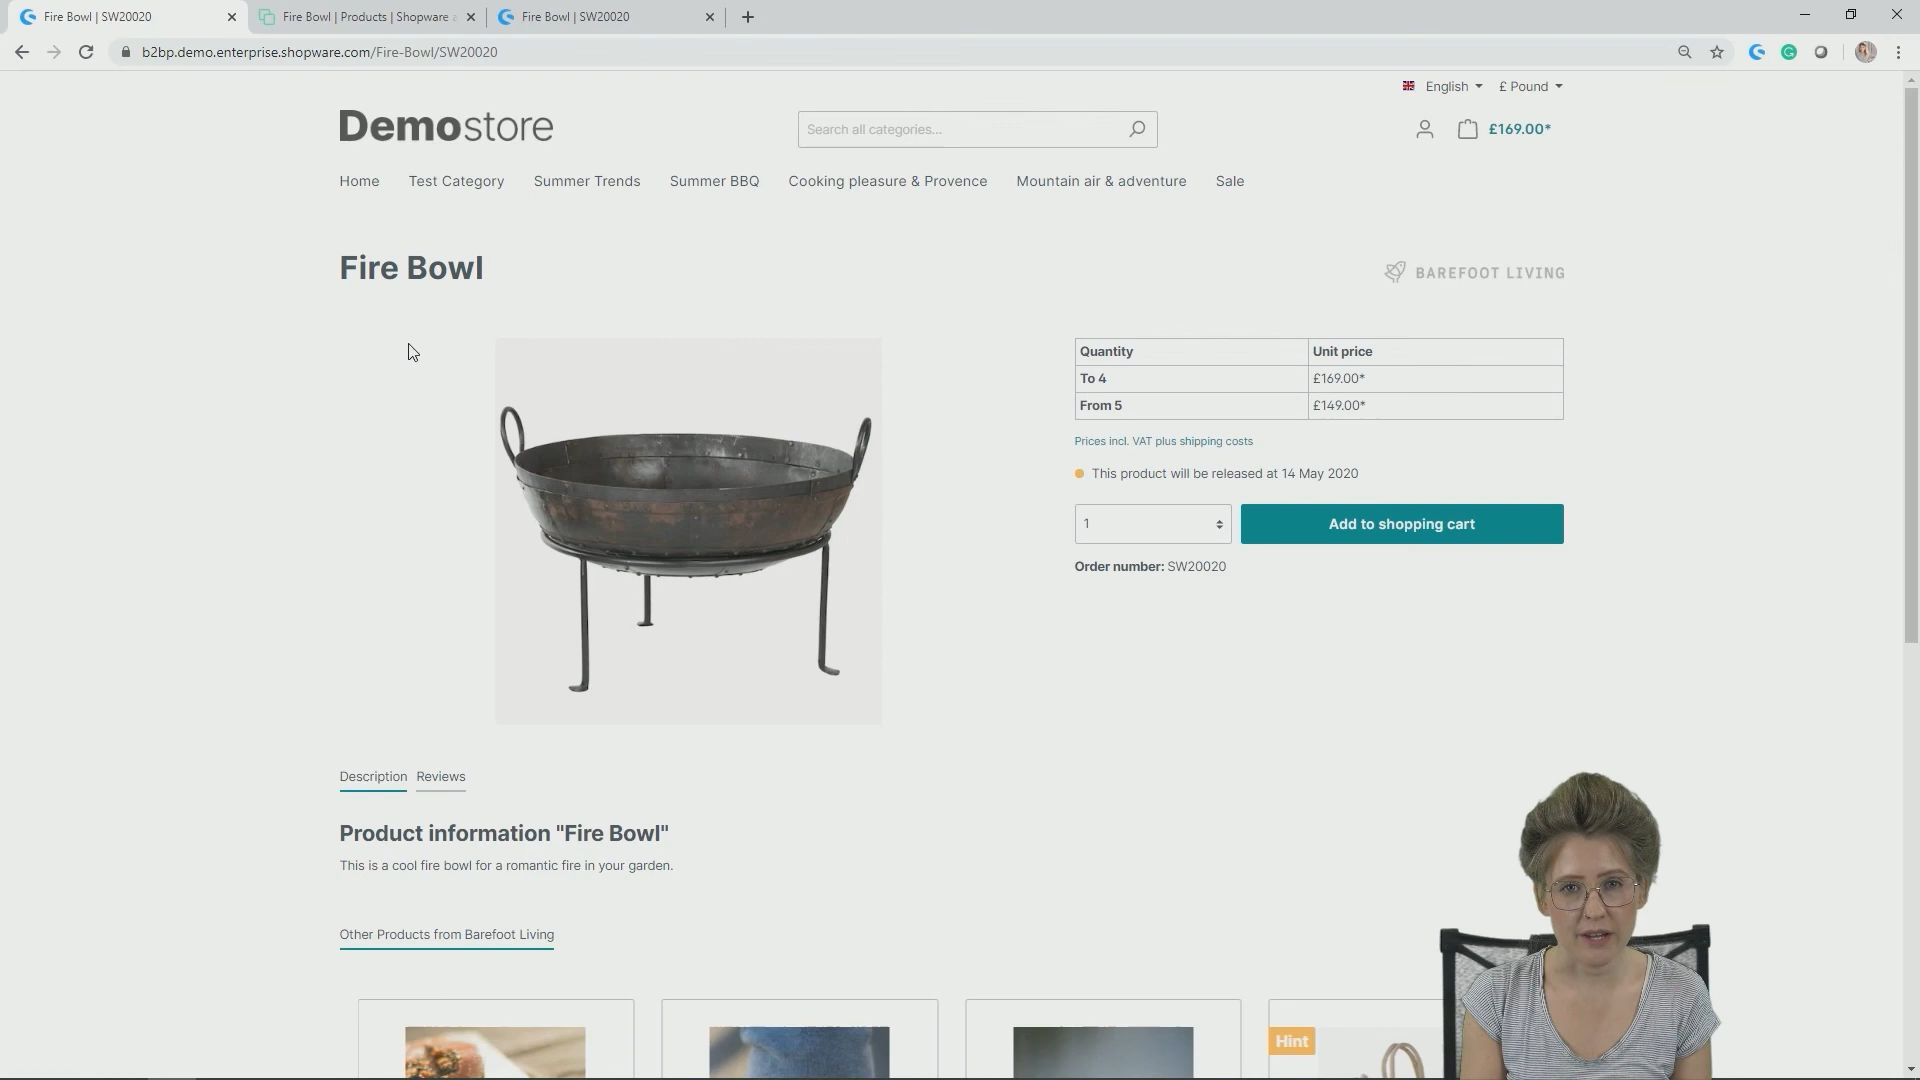 Fire Bowl | SW20020
Fire Bowl | Products | Shopware
Fire Bowl | SW20020
b2bp.demo.enterprise.shopware.com/Fire-Bowl/SW20020
English
£ Pound
Demostore
Search all categories...
£169.00*
Home
Test Category
Summer Trends
Summer BBQ
Cooking pleasure & Provence
Mountain air & adventure
Sale
Fire Bowl
BAREFOOT LIVING
Quantity Unit price
To 4 £169.00*
From 5 £149.00*
Prices incl. VAT plus shipping costs
This product will be released at 14 May 2020
1
Add to shopping cart
Order number: SW20020
Description
Reviews
Product information "Fire Bowl"
This is a cool fire bowl for a romantic fire in your garden.
Other Products from Barefoot Living
Hint